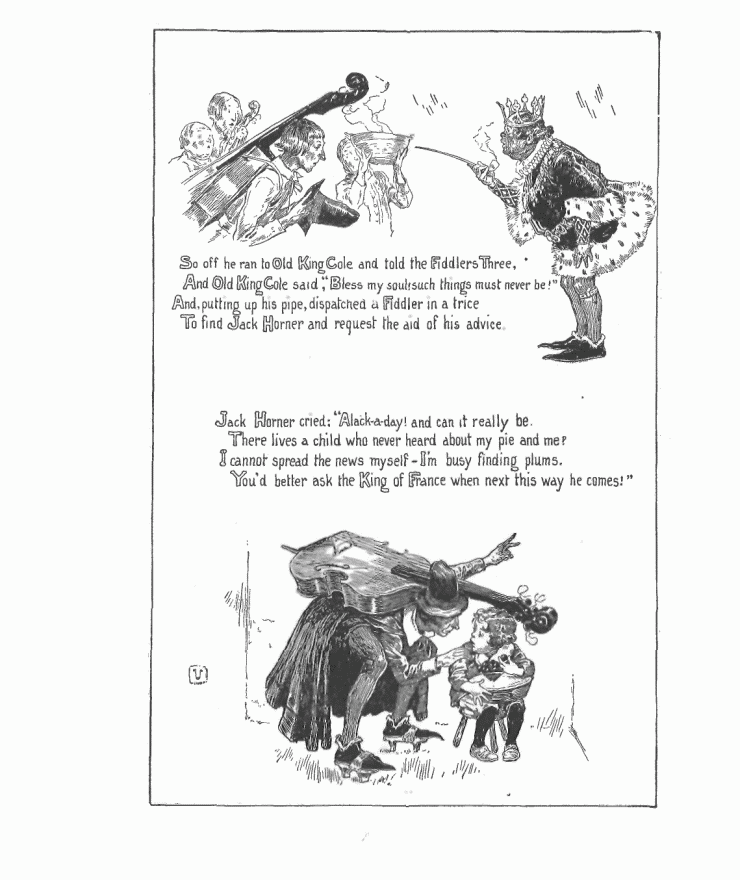 So off he ran to Old King Cole and told the Fiddlers Three,
And Old King Cole said, "Bless my soul! such things must never be!"
And, putting up his pipe, dispatched a Fiddler in a trice
To find Jack Horner and request the aid of his advice.
Jack Horner cried: "Alack-a-day! and can it really be.
There lives a child who never heard about my pie and me?
I cannot spread the news myself - I'm busy finding plums.
You'd better ask the King of France when next this way he comes!"